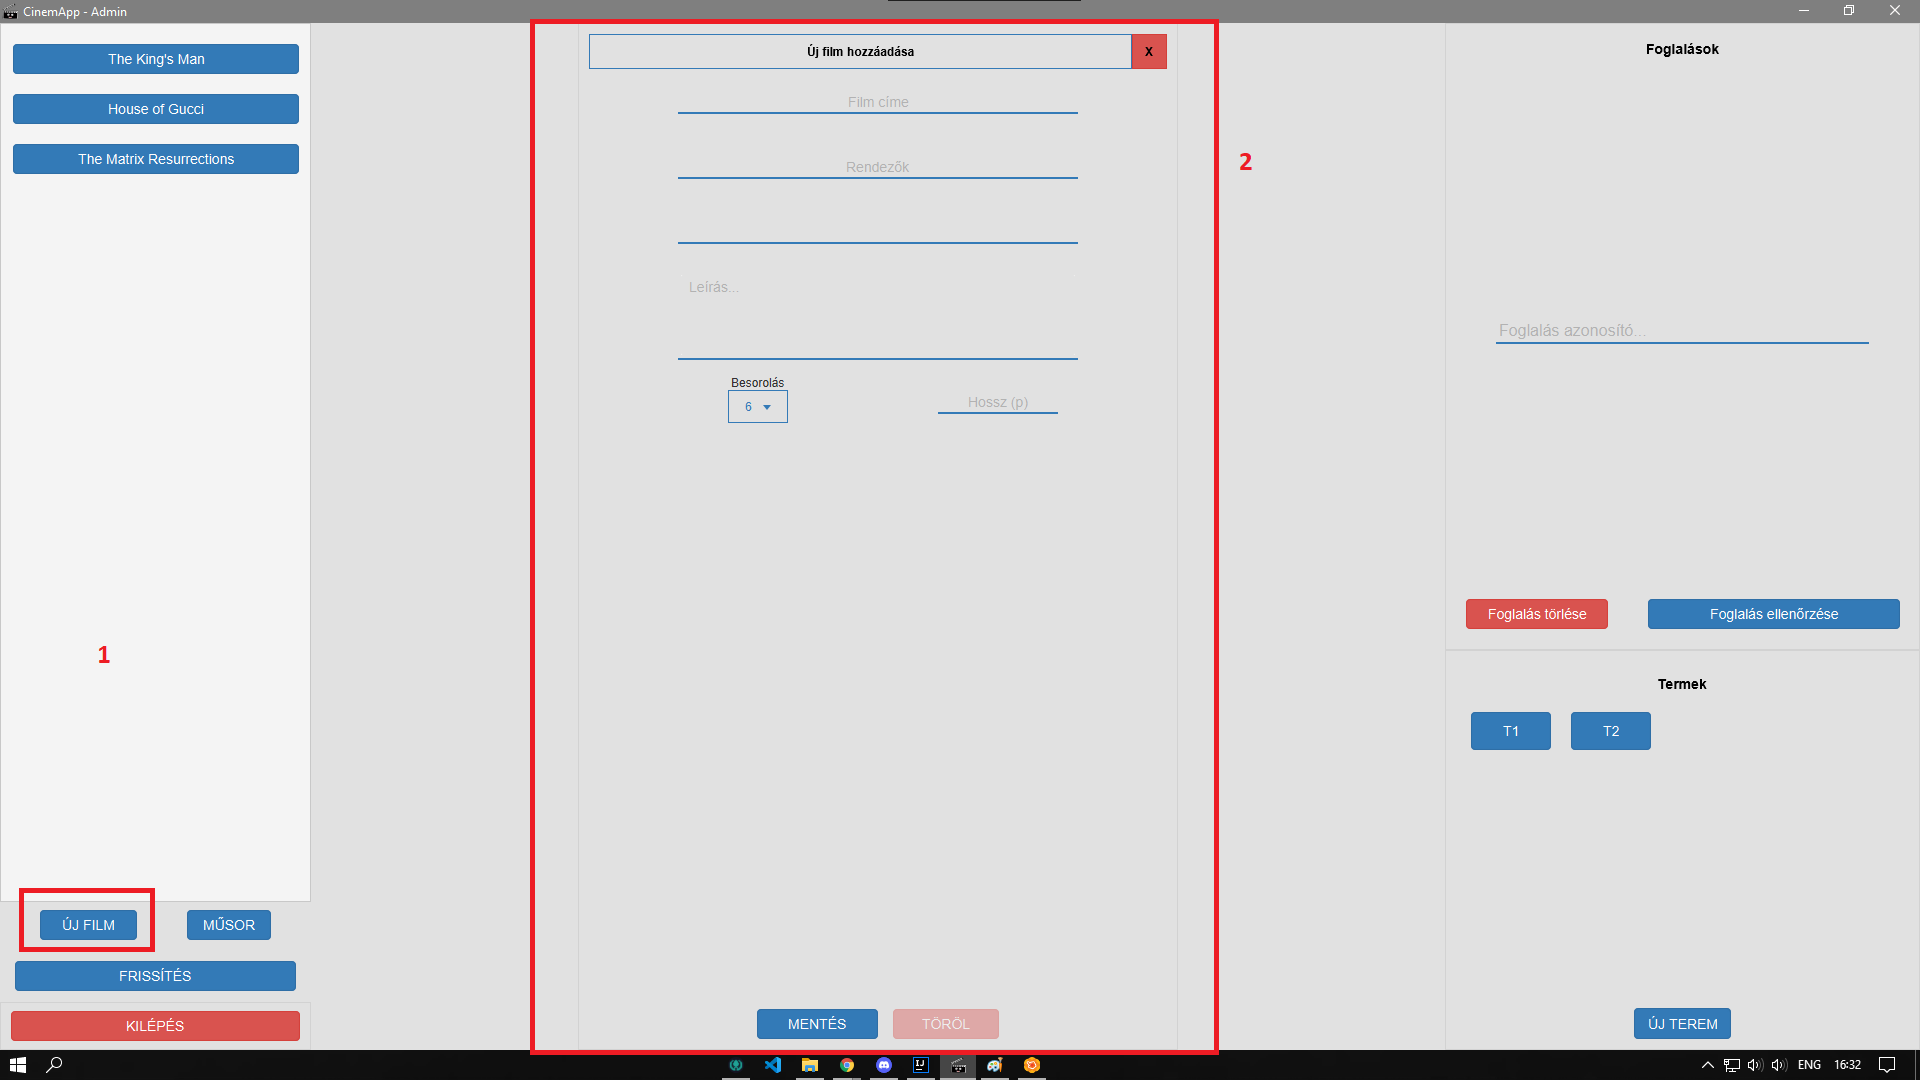 CinemApp - Admin
The King's Man
House of Gucci
The Matrix Resurrections
1
ÚJ FILM
MŰSOR
FRISSÍTÉS
KILÉPÉS
Új film hozzáadása
X
Film címe
Rendezők
Leírás...
Besorolás
6
Hossz (p)
MENTÉS
TÖRÖL
2
Foglalások
Foglalás azonosító...
Foglalás törlése
Foglalás ellenőrzése
Termek
T1
T2
ÚJ TEREM
IJ
ENG
16:32